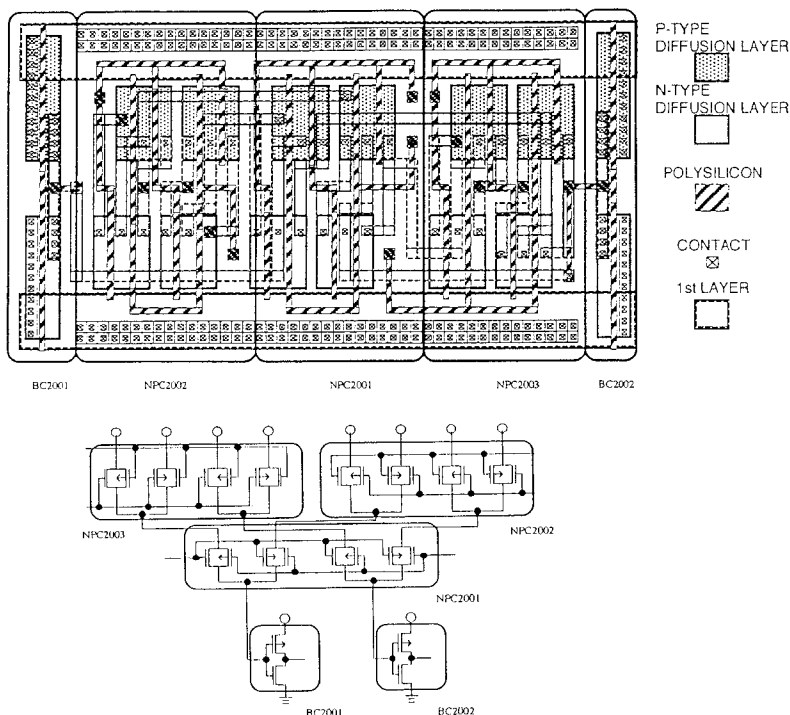 P-TYPE
DIFFUSION LAYER
N-TYPE
DIFFUSION LAYER
POLYSILICON
CONTACT
1st LAYER
BC2001 NPC2002 NPC2001 NPC2003 BC2002
NPC2003
NPC2002
NPC2001
BC2001
BC2002